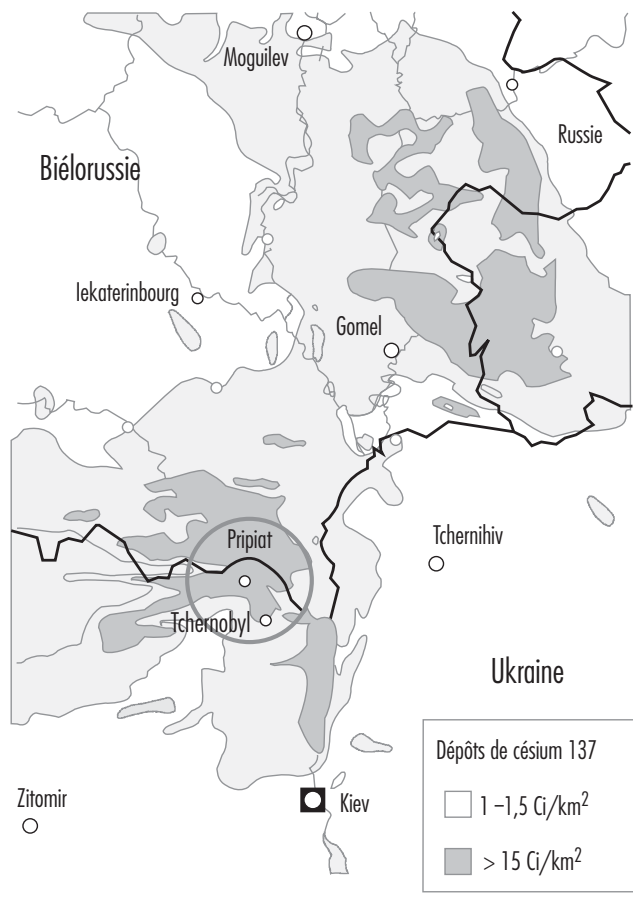 Moguilev
Russie
Biélorussie
Iekaterinbourg
Gomel
Pripiat
Tchernihiv
Tchernobyl
Ukraine
Dépôts de césium 137
1 –1,5 Ci/km²
> 15 Ci/km²
Zitomir
Kiev